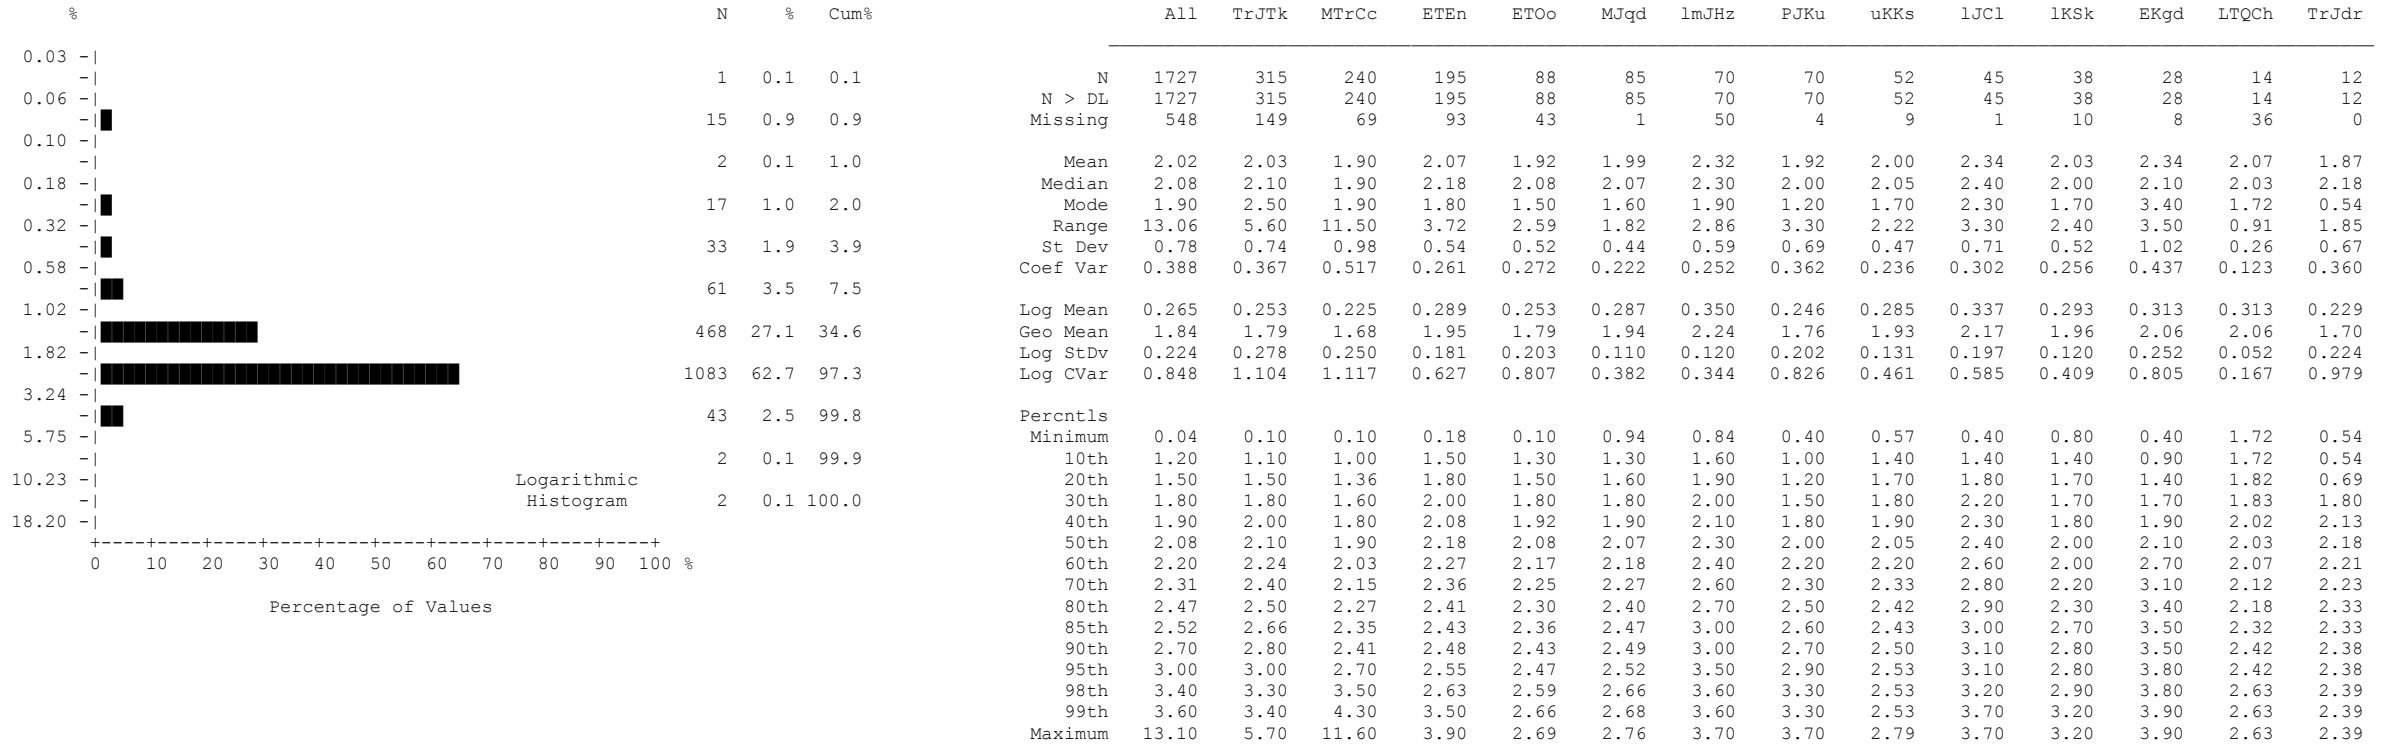 % N % Cum% All TrJTk MTrCc ETEn ETOo MJqd lmJHz PJKu uKKs lJCl lKSk EKgd LTQCh TrJdr
0.03 -|
-| 1 0.1 0.1 N 1727 315 240 195 88 85 70 70 52 45 38 28 14 12
0.06 -| N > DL 1727 315 240 195 88 85 70 70 52 45 38 28 14 12
-| 15 0.9 0.9 Missing 548 149 69 93 43 1 50 4 9 1 10 8 36 0
0.10 -|
-| 2 0.1 1.0 Mean 2.02 2.03 1.90 2.07 1.92 1.99 2.32 1.92 2.00 2.34 2.03 2.34 2.07 1.87
0.18 -| Median 2.08 2.10 1.90 2.18 2.08 2.07 2.30 2.00 2.05 2.40 2.00 2.10 2.03 2.18
-| 17 1.0 2.0 Mode 1.90 2.50 1.90 1.80 1.50 1.60 1.90 1.20 1.70 2.30 1.70 3.40 1.72 0.54
0.32 -| Range 13.06 5.60 11.50 3.72 2.59 1.82 2.86 3.30 2.22 3.30 2.40 3.50 0.91 1.85
-| 33 1.9 3.9 St Dev 0.78 0.74 0.98 0.54 0.52 0.44 0.59 0.69 0.47 0.71 0.52 1.02 0.26 0.67
0.58 -| Coef Var 0.388 0.367 0.517 0.261 0.272 0.222 0.252 0.362 0.236 0.302 0.256 0.437 0.123 0.360
-| 61 3.5 7.5
1.02 -| Log Mean 0.265 0.253 0.225 0.289 0.253 0.287 0.350 0.246 0.285 0.337 0.293 0.313 0.313 0.229
-| 468 27.1 34.6 Geo Mean 1.84 1.79 1.68 1.95 1.79 1.94 2.24 1.76 1.93 2.17 1.96 2.06 2.06 1.70
1.82 -| Log StDv 0.224 0.278 0.250 0.181 0.203 0.110 0.120 0.202 0.131 0.197 0.120 0.252 0.052 0.224
-| 1083 62.7 97.3 Log CVar 0.848 1.104 1.117 0.627 0.807 0.382 0.344 0.826 0.461 0.585 0.409 0.805 0.167 0.979
3.24 -|
-| 43 2.5 99.8 Percntls
5.75 -| Minimum 0.04 0.10 0.10 0.18 0.10 0.94 0.84 0.40 0.57 0.40 0.80 0.40 1.72 0.54
-| 2 0.1 99.9 10th 1.20 1.10 1.00 1.50 1.30 1.30 1.60 1.00 1.40 1.40 1.40 0.90 1.72 0.54
10.23 -| Logarithmic 20th 1.50 1.50 1.36 1.80 1.50 1.60 1.90 1.20 1.70 1.80 1.70 1.40 1.82 0.69
-| Histogram 2 0.1 100.0 30th 1.80 1.80 1.60 2.00 1.80 1.80 2.00 1.50 1.80 2.20 1.70 1.70 1.83 1.80
18.20 -| 40th 1.90 2.00 1.80 2.08 1.92 1.90 2.10 1.80 1.90 2.30 1.80 1.90 2.02 2.13
+----+----+----+----+----+----+----+----+----+----+ 50th 2.08 2.10 1.90 2.18 2.08 2.07 2.30 2.00 2.05 2.40 2.00 2.10 2.03 2.18
0 10 20 30 40 50 60 70 80 90 100 % 60th 2.20 2.24 2.03 2.27 2.17 2.18 2.40 2.20 2.20 2.60 2.00 2.70 2.07 2.21
70th 2.31 2.40 2.15 2.36 2.25 2.27 2.60 2.30 2.33 2.80 2.20 3.10 2.12 2.23
Percentage of Values 80th 2.47 2.50 2.27 2.41 2.30 2.40 2.70 2.50 2.42 2.90 2.30 3.40 2.18 2.33
85th 2.52 2.66 2.35 2.43 2.36 2.47 3.00 2.60 2.43 3.00 2.70 3.50 2.32 2.33
90th 2.70 2.80 2.41 2.48 2.43 2.49 3.00 2.70 2.50 3.10 2.80 3.50 2.42 2.38
95th 3.00 3.00 2.70 2.55 2.47 2.52 3.50 2.90 2.53 3.10 2.90 3.80 2.42 2.38
98th 3.40 3.30 3.50 2.63 2.59 2.66 3.60 3.30 2.53 3.20 2.90 3.80 2.63 2.39
99th 3.60 3.40 4.30 3.50 2.66 2.68 3.60 3.30 2.53 3.70 3.20 3.90 2.63 2.39
Maximum 13.10 5.70 11.60 3.90 2.69 2.76 3.70 3.70 2.79 3.70 3.20 3.90 2.63 2.39